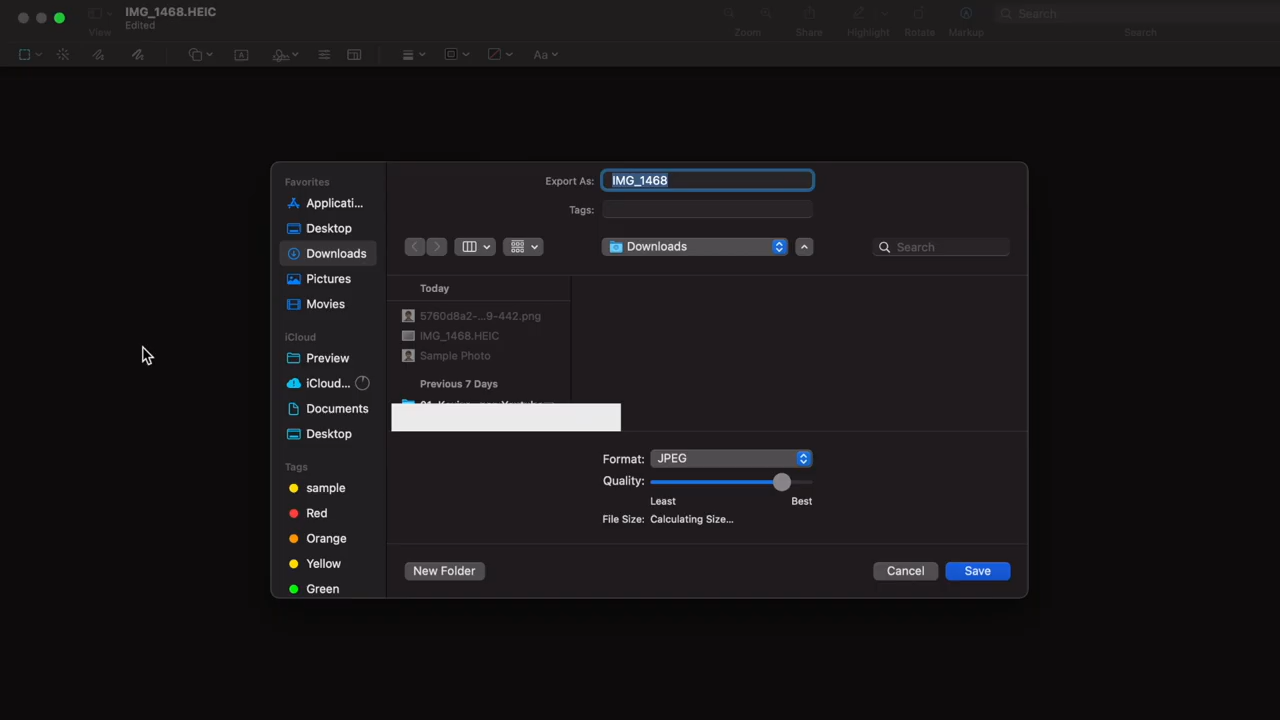 IMG_1468.HEIC
Edited
View
Zoom
Share
Highlight
Rotate
Markup
Search
Search
Aa
Favorites
Applicati...
Desktop
Downloads
Pictures
Movies
iCloud
Preview
iCloud...
Documents
Desktop
Tags
sample
Red
Orange
Yellow
Green
Export As: IMG_1468
Tags:
Downloads
Search
Today
5760d8a2-...9-442.png
IMG_1468.HEIC
Sample Photo
Previous 7 Days
Format: JPEG
Quality:
Least Best
File Size: Calculating Size...
New Folder
Cancel
Save